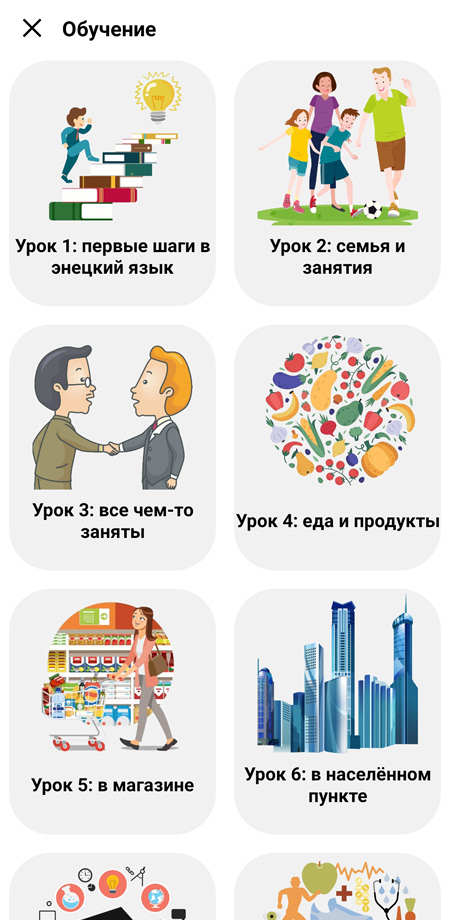 Обучение
Урок 1: первые шаги в
энецкий язык
Урок 2: семья и
занятия
Урок 3: все чем-то
заняты
Урок 4: еда и продукты
Урок 5: в магазине
Урок 6: в населённом
пункте